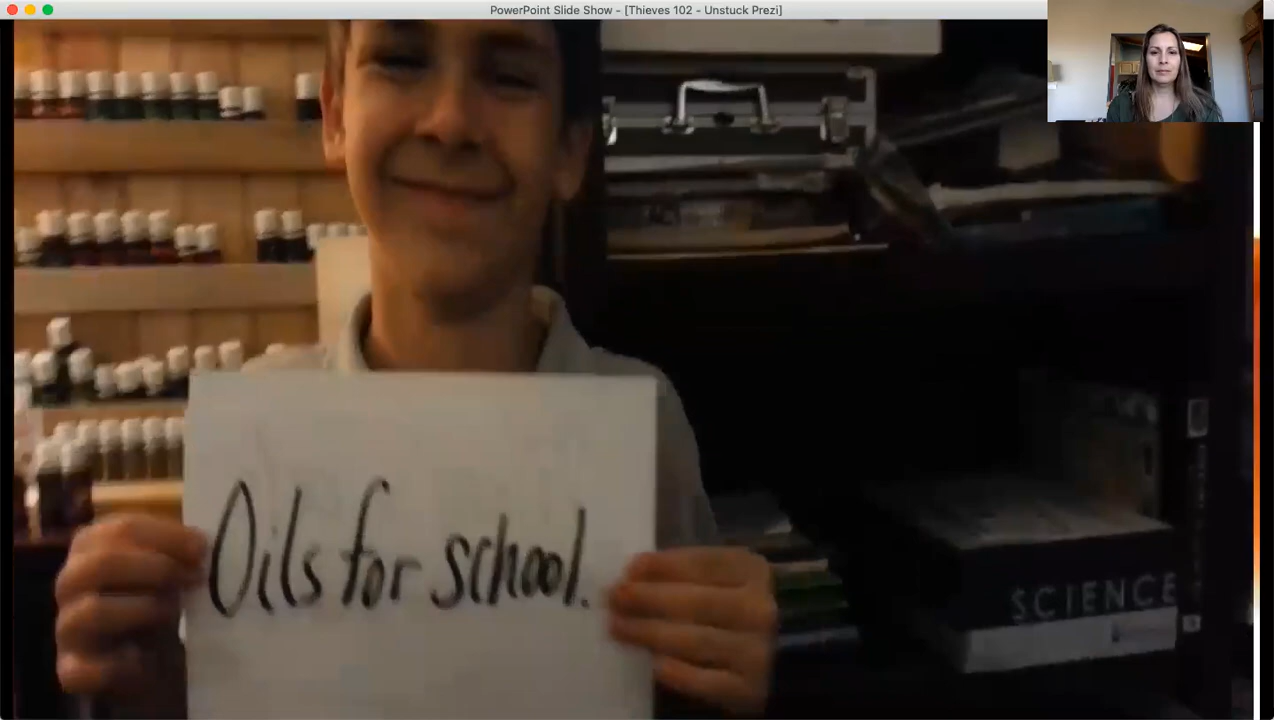 PowerPoint Slide Show - [Thieves 102 - Unstuck Prezi]
Oils for school.
SCIENCE